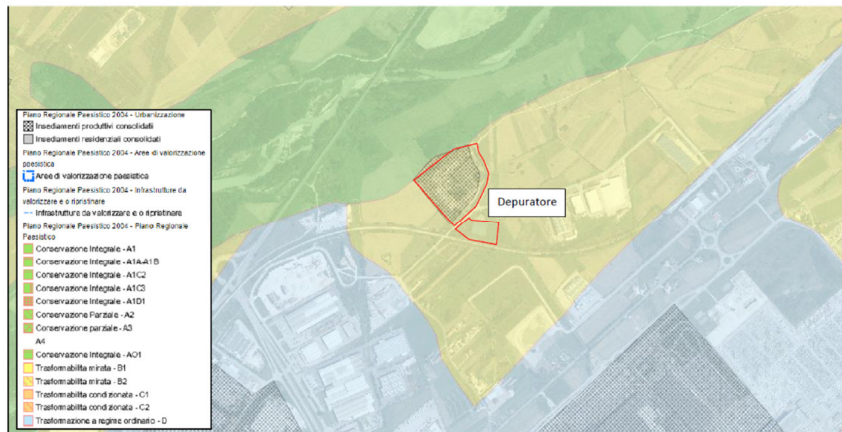 Piano Regionale Paesistico 2004 - Urbanizzazione
Insediamenti produttivi consolidati
Insediamenti residenziali consolidati
Piano Regionale Paesistico 2004 - Aree di valorizzazione
paesistica
Aree di valorizzazione paesistica
Piano Regionale Paesistico 2004 - Infrastrutture da
valorizzare e o ripristinare
Infrastruttura da valorizzare e o ripristinare
Piano Regionale Paesistico 2004 - Piano Regionale
Paesistico
Conservazione Integrale - A1
Conservazione Integrale - A1A-A1B
Conservazione Integrale - A1C2
Conservazione Integrale - A1C3
Conservazione Integrale - A1D1
Conservazione Parziale - A2
Conservazione parziale - A3
A4
Conservazione Integrale - AO1
Trasformabilita mirata - B1
Trasformabilita mirata - B2
Trasformabilita condizionata - C1
Trasformabilita condizionata - C2
Trasformazione a regime ordinario - D
Depuratore